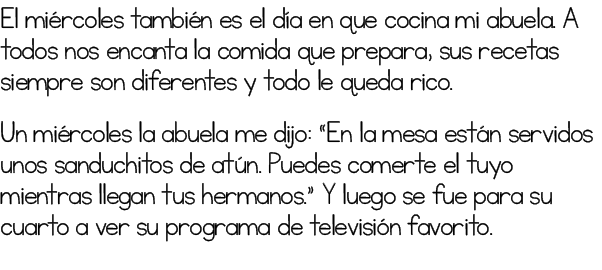 El miércoles también es el día en que cocina mi abuela. A
todos nos encanta la comida que prepara, sus recetas
siempre son diferentes y todo le queda rico.
Un miércoles la abuela me dijo: “En la mesa están servidos
unos sanduchitos de atún. Puedes comerte el tuyo
mientras llegan tus hermanos.” Y luego se fue para su
cuarto a ver su programa de televisión favorito.